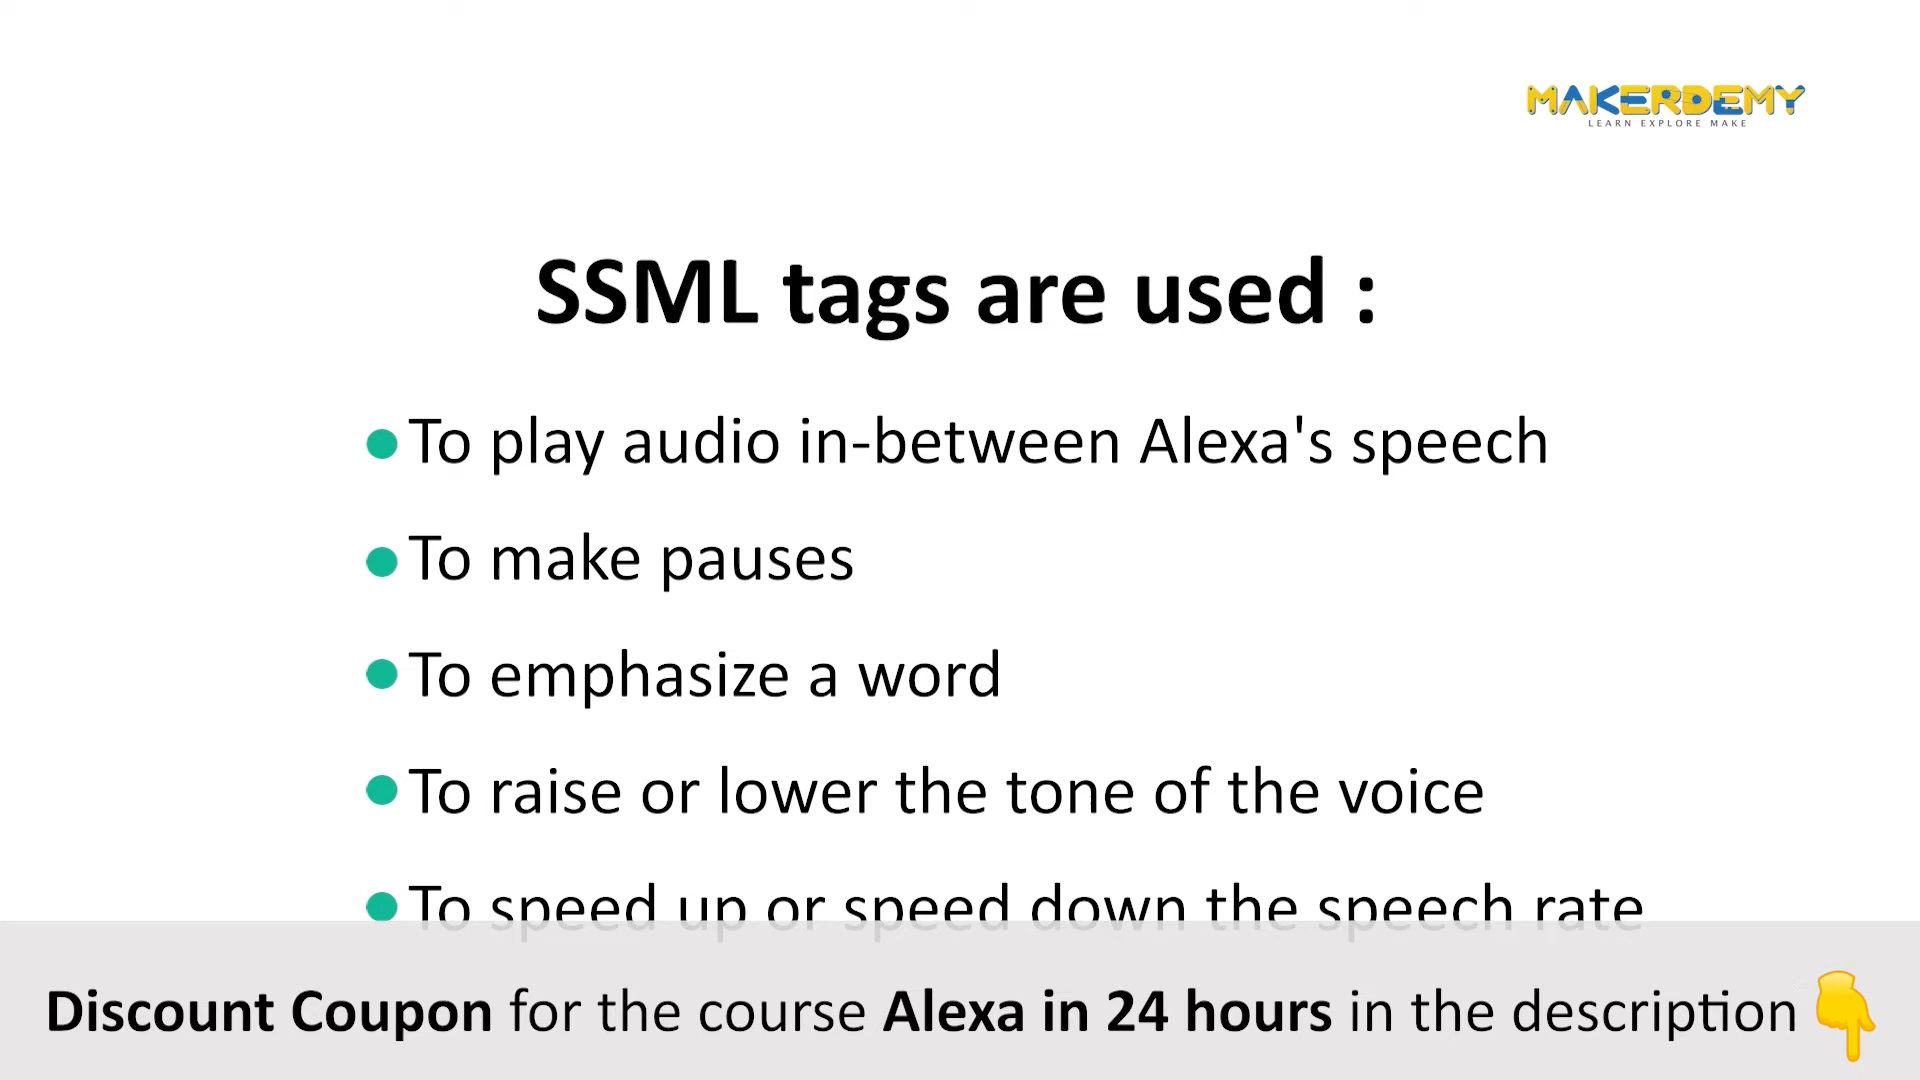 MAKERDEMY
LEARN EXPLORE MAKE
SSML tags are used :
To play audio in-between Alexa's speech
To make pauses
To emphasize a word
To raise or lower the tone of the voice
To speed up or speed down the speech rate
Discount Coupon for the course Alexa in 24 hours in the description